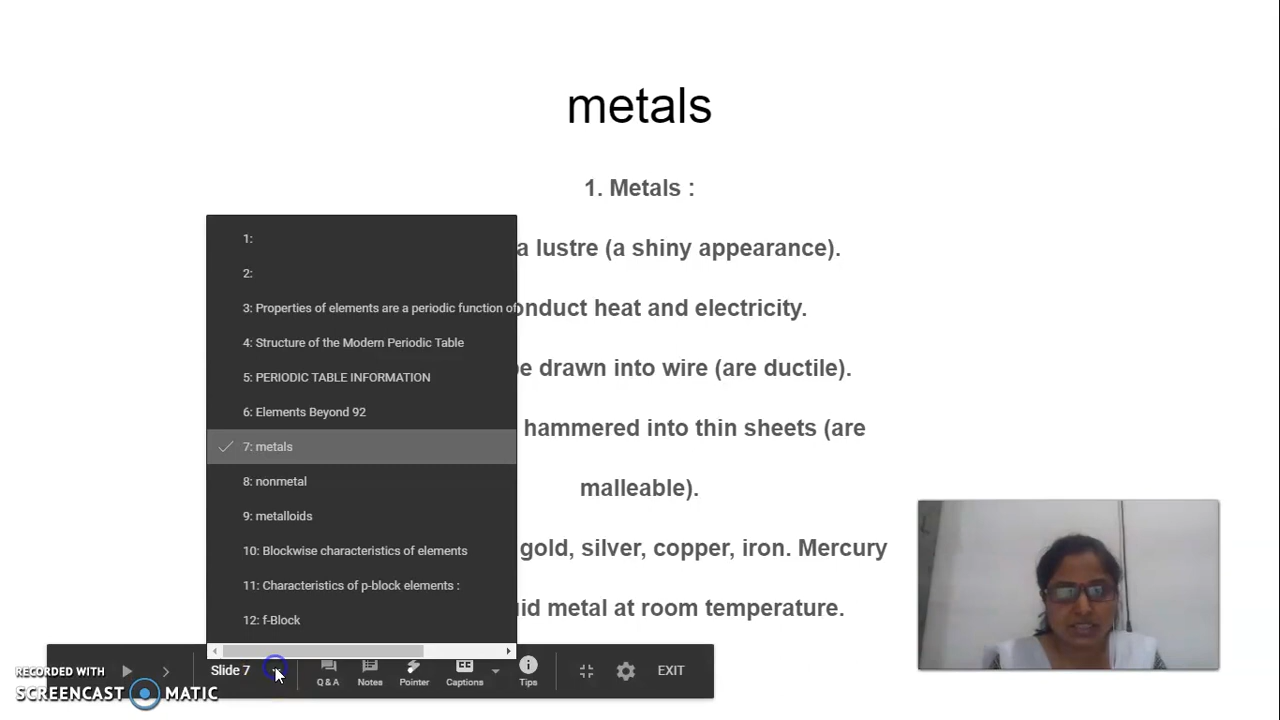 metals
1. Metals :
a lustre (a shiny appearance).
onduct heat and electricity.
be drawn into wire (are ductile).
hammered into thin sheets (are
malleable).
gold, silver, copper, iron. Mercury
uid metal at room temperature.
1:
2:
3: Properties of elements are a periodic function of
4: Structure of the Modern Periodic Table
5: PERIODIC TABLE INFORMATION
6: Elements Beyond 92
7: metals
8: nonmetal
9: metalloids
10: Blockwise characteristics of elements
11: Characteristics of p-block elements :
12: f-Block
Slide 7
Q & A
Notes
Pointer
Captions
Tips
EXIT
RECORDED WITH
SCREENCAST MATIC